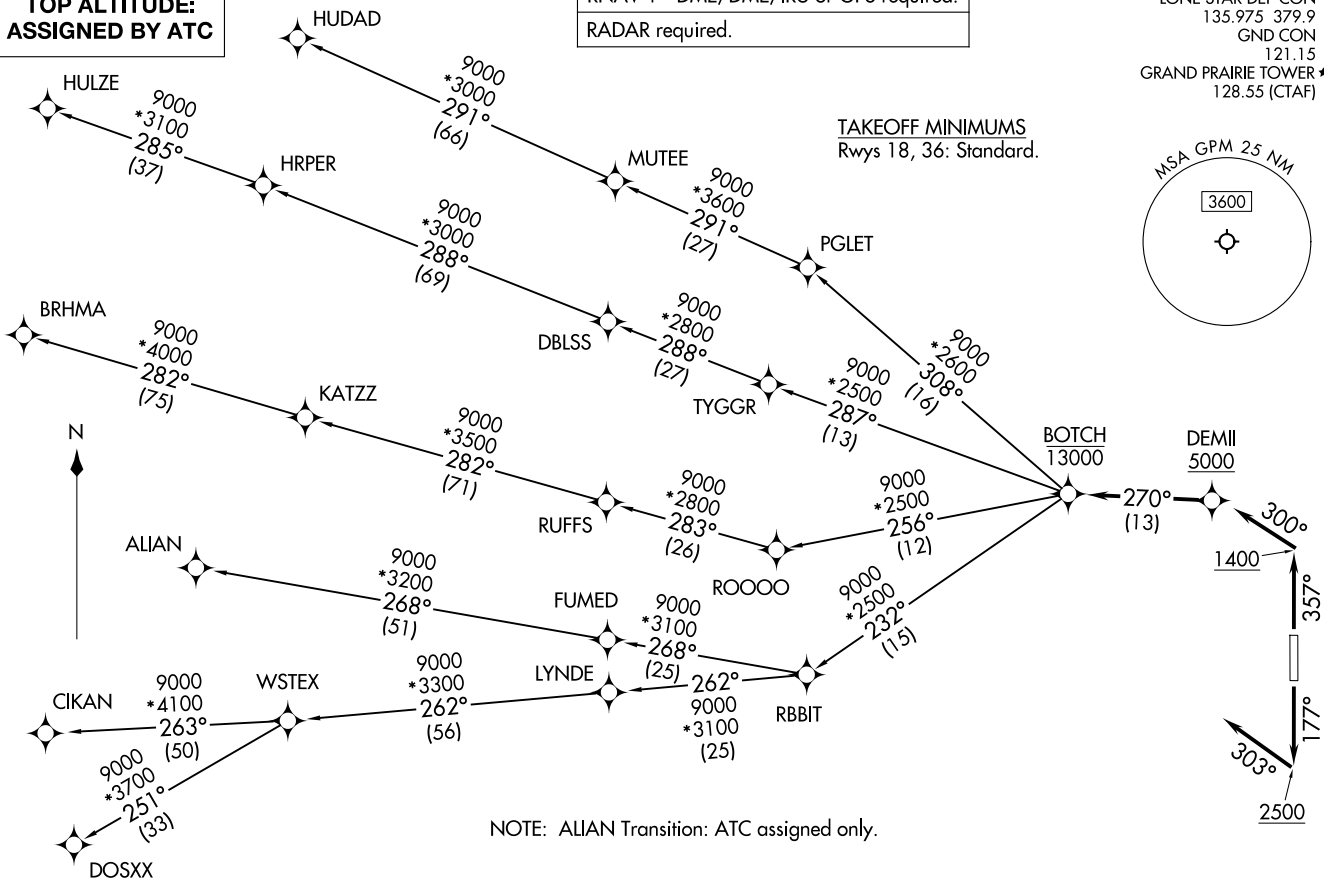 TOP ALTITUDE:
ASSIGNED BY ATC
RADAR required.
135.975 379.9
GND CON
121.15
GRAND PRAIRIE TOWER
128.55 (CTAF)
TAKEOFF MINIMUMS
Rwys 18, 36: Standard.
MSA GPM 25 NM
3600
HUDAD
9000
*3000
291°
(66)
HULZE
9000
*3100
285°
(37)
HRPER
MUTEE
9000
*3600
291°
(27)
PGLET
9000
*3000
288°
(69)
BRHMA
9000
*4000
282°
(75)
DBLSS
9000
*2800
288°
(27)
TYGGR
9000
*2600
308°
(16)
9000
*2500
287°
(13)
KATZZ
N
9000
*3500
282°
(71)
BOTCH
13000
DEMII
5000
270°
(13)
300°
1400
357°
177°
303°
2500
RUFFS
9000
*2800
283°
(26)
ROOOO
9000
*2500
256°
(12)
ALIAN
9000
*3200
268°
(51)
FUMED
9000
*3100
268°
(25)
9000
*2500
232°
(15)
RBBIT
LYNDE
262°
9000
*3100
(25)
WSTEX
9000
*3300
262°
(56)
CIKAN
9000
*4100
263°
(50)
9000
*3700
251°
(33)
DOSXX
NOTE: ALIAN Transition: ATC assigned only.